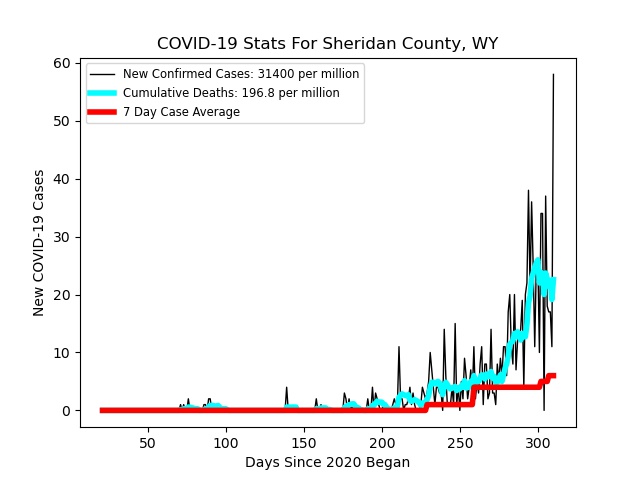 COVID-19 Stats For Sheridan County, WY
New Confirmed Cases: 31400 per million
Cumulative Deaths: 196.8 per million
7 Day Case Average
60
50
40
30
20
10
0
New COVID-19 Cases
50 100 150 200 250 300
Days Since 2020 Began